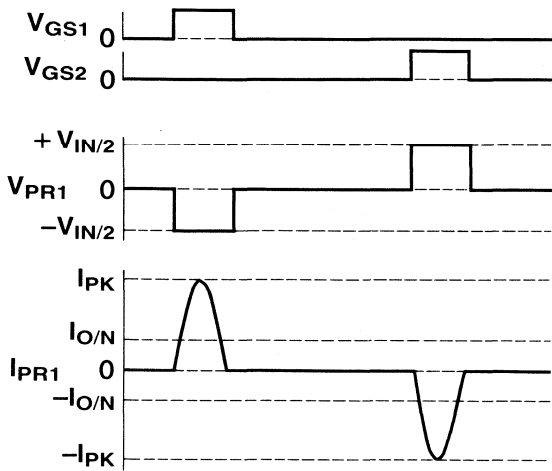 VGS1 0
VGS2 0
+ VIN/2
VPR1 0
−VIN/2
IPK
IO/N
IPR1 0
−IO/N
−IPK